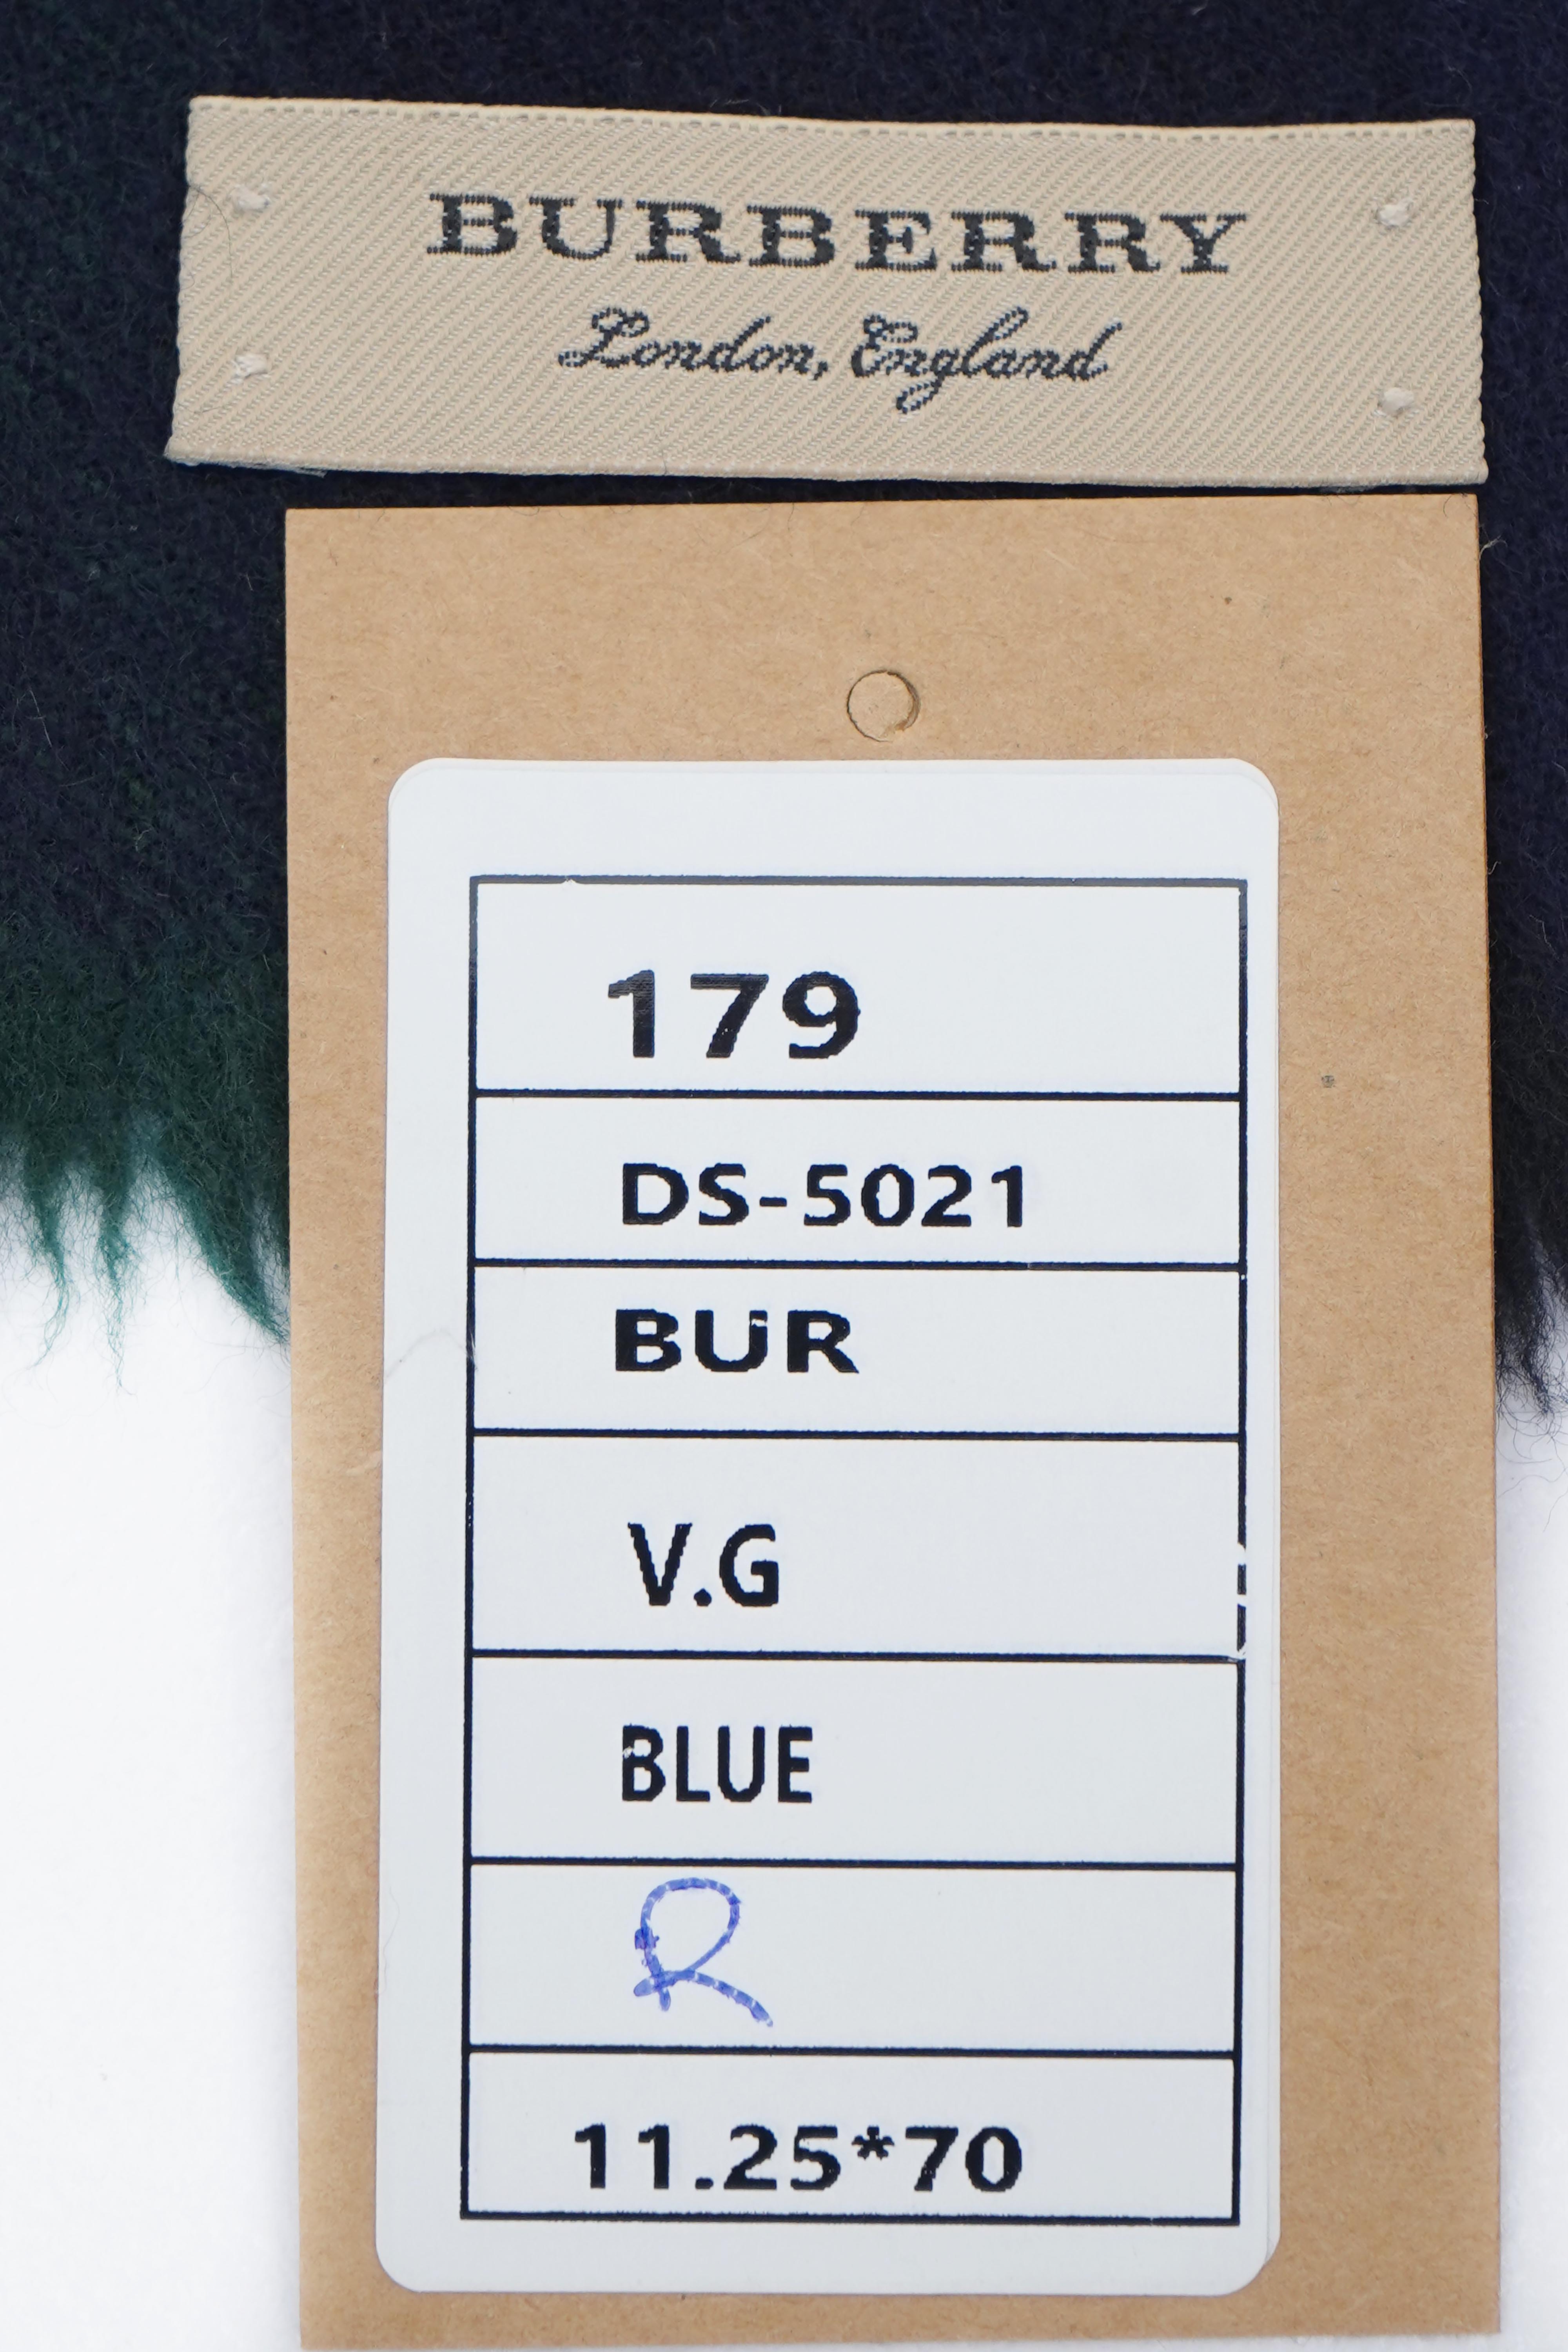 BURBERRY
London, England
179
DS-5021
BUR
V.G
BLUE
R
11.25*70